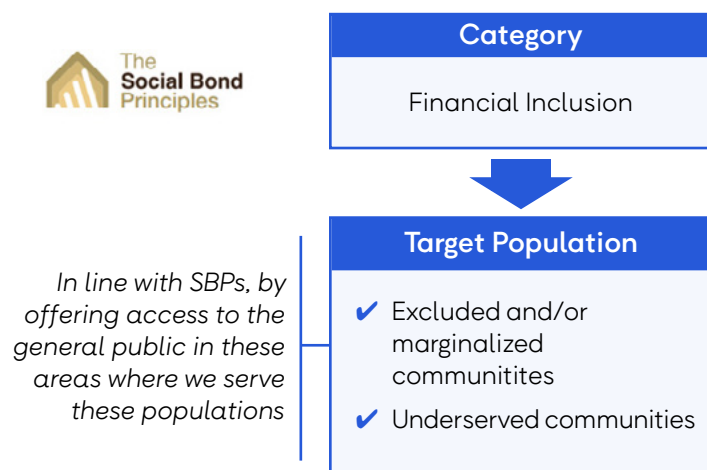 The
Social Bond
Principles
Category
Financial Inclusion
Target Population
In line with SBPs, by
offering access to the
general public in these
areas where we serve
these populations
✔ Excluded and/or
marginalized
communitites
✔ Underserved communities